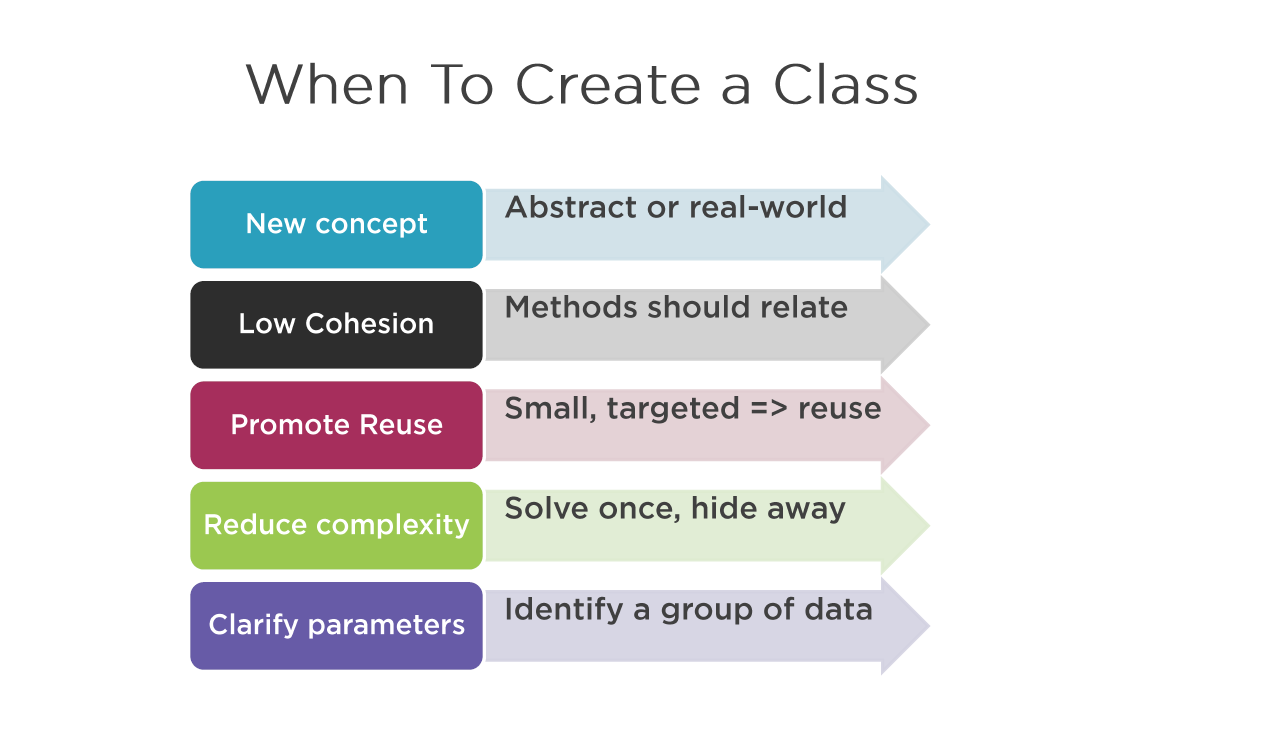 When To Create a Class
New concept
Abstract or real-world
Low Cohesion
Methods should relate
Promote Reuse
Small, targeted => reuse
Reduce complexity
Solve once, hide away
Clarify parameters
Identify a group of data